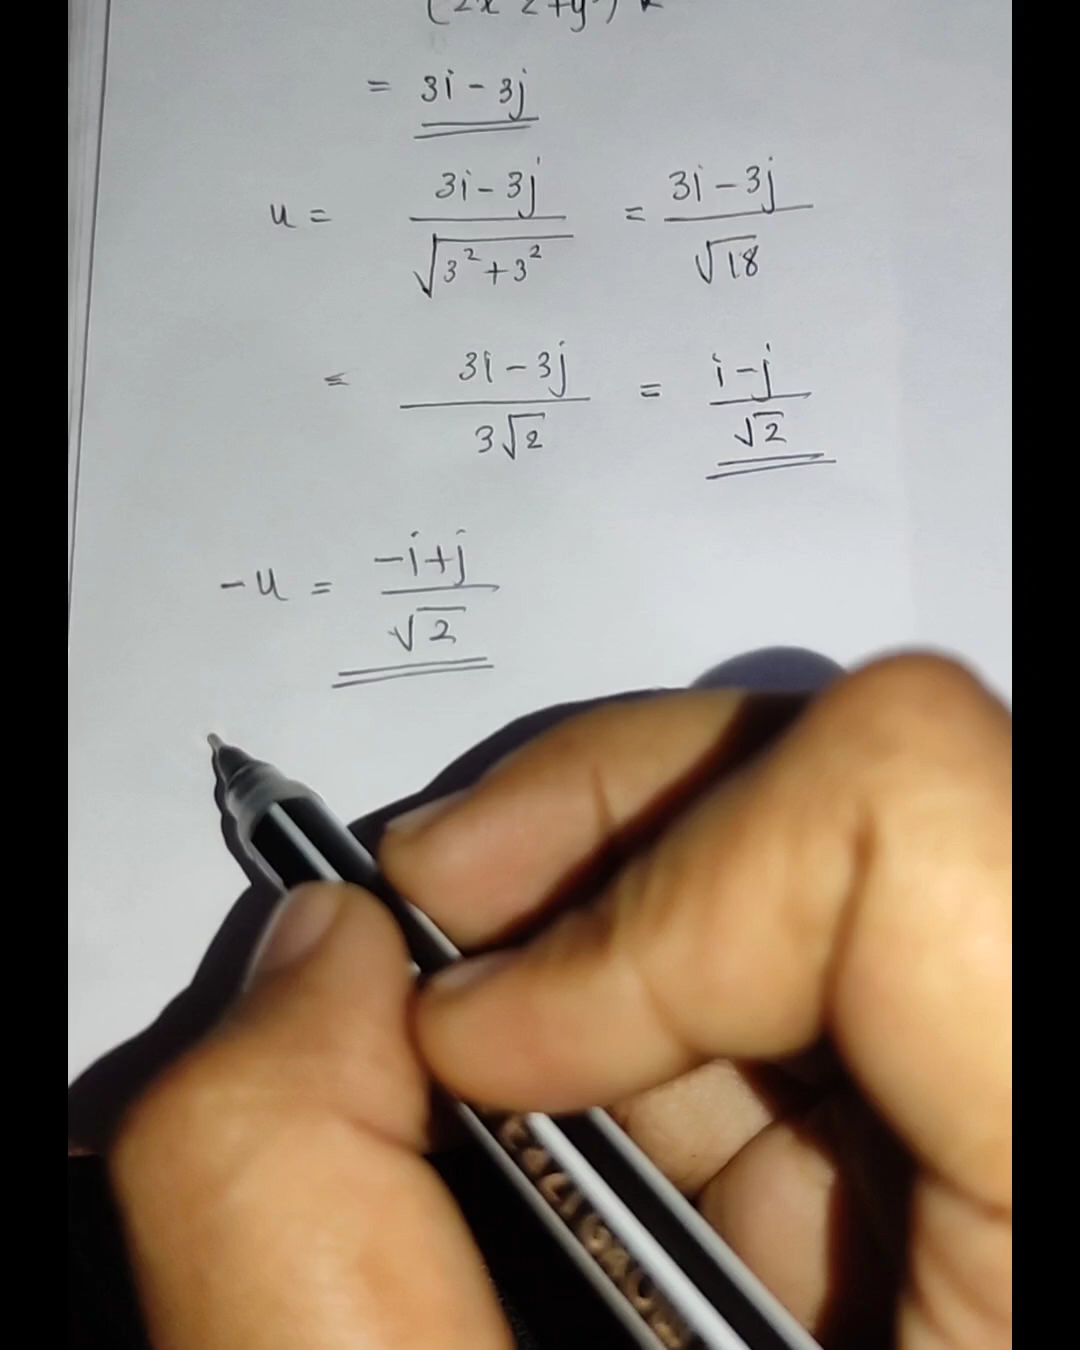 = 3i - 3j
u = (3i - 3j)/√(3² + 3²) = (3i - 3j)/√18
= (3i - 3j)/(3√2) = (i - j)/√2
-u = (-i + j)/√2